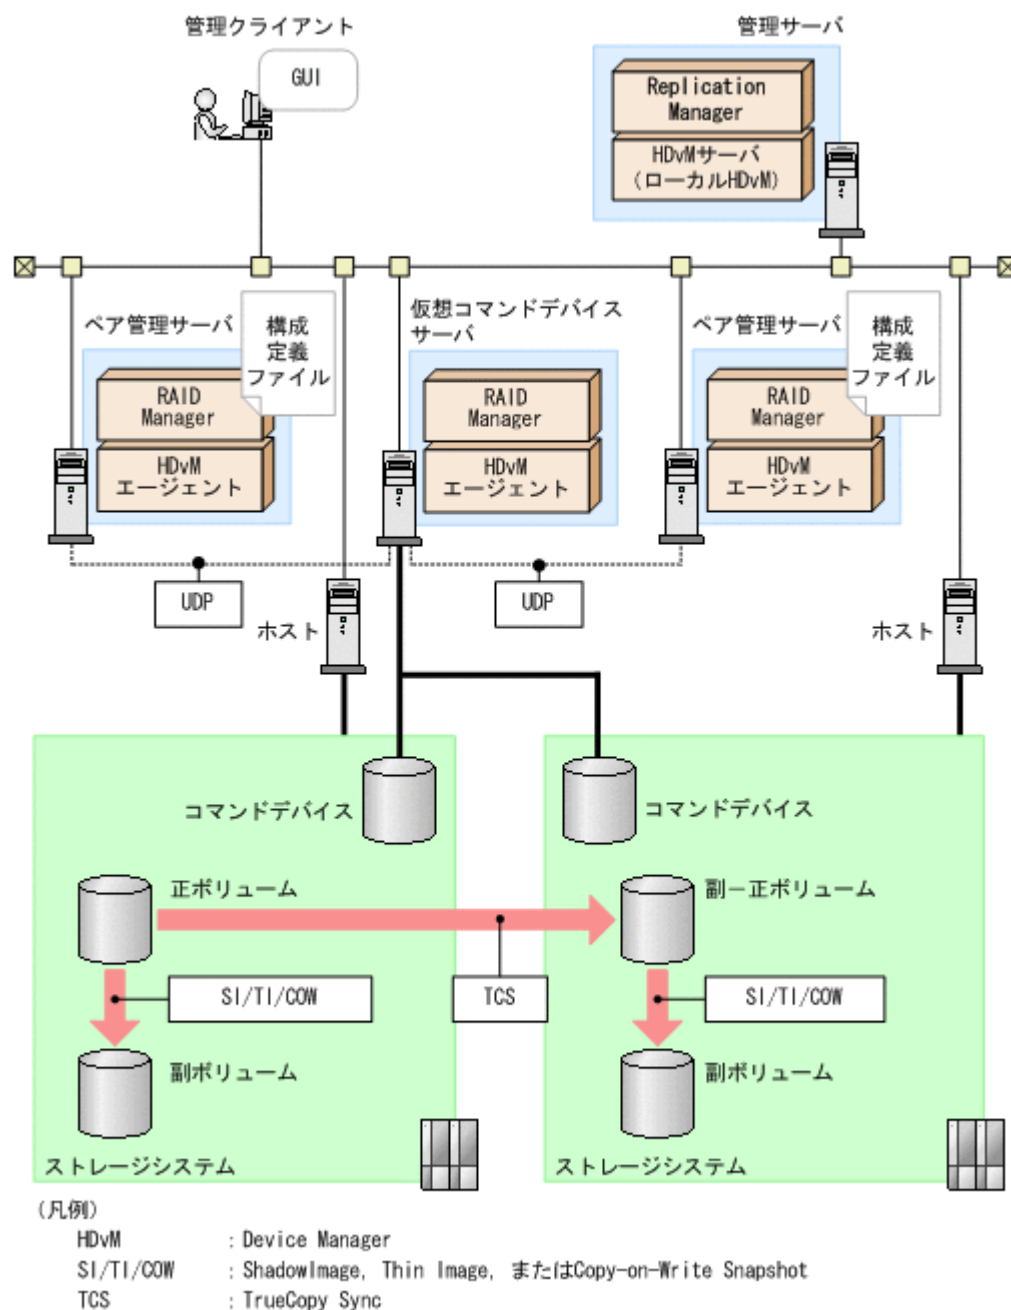 管理クライアント
管理サーバ
GUI
Replication
Manager
HDvMサーバ
(ローカルHDvM)
ペア管理サーバ
構成
定義
ファイル
仮想コマンドデバイス
サーバ
ペア管理サーバ
構成
定義
ファイル
RAID
Manager
RAID
Manager
RAID
Manager
HDvM
エージェント
HDvM
エージェント
HDvM
エージェント
UDP
UDP
ホスト
ホスト
コマンドデバイス
コマンドデバイス
正ボリューム
副－正ボリューム
SI/TI/COW
TCS
SI/TI/COW
副ボリューム
副ボリューム
ストレージシステム
ストレージシステム
(凡例)
HDvM : Device Manager
SI/TI/COW : ShadowImage, Thin Image, またはCopy-on-Write Snapshot
TCS : TrueCopy Sync